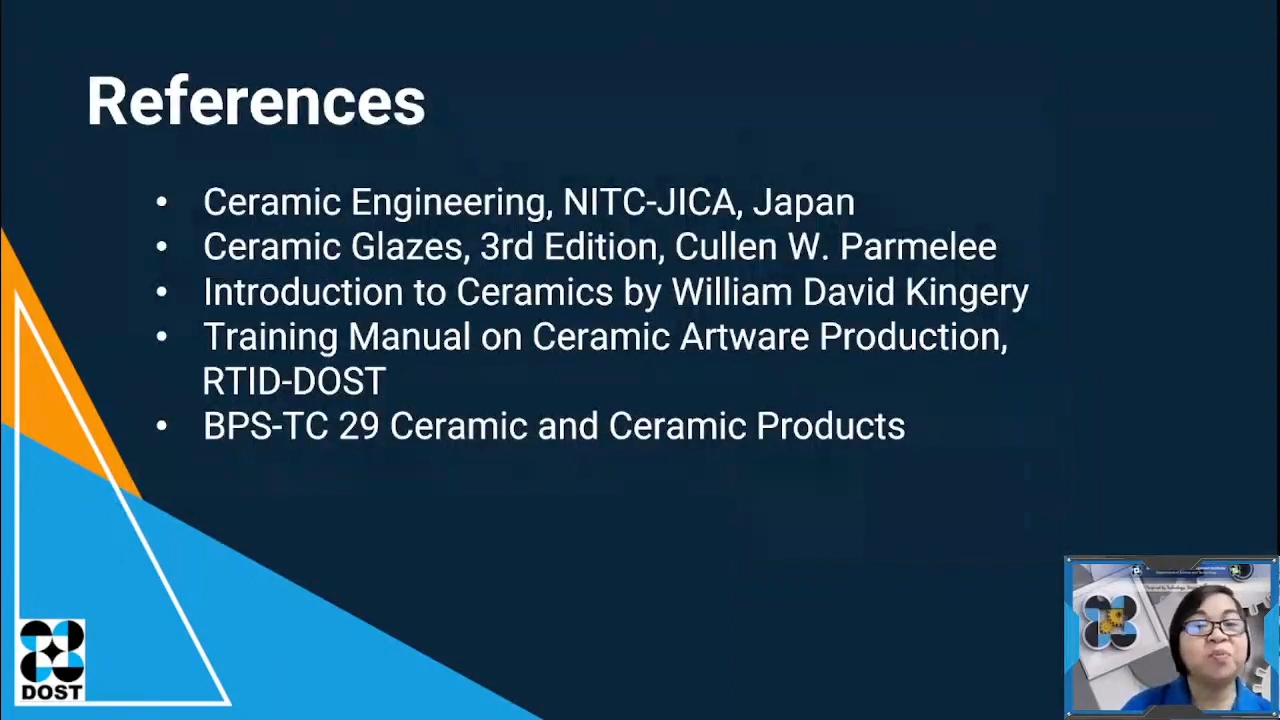 References
• Ceramic Engineering, NITC-JICA, Japan
• Ceramic Glazes, 3rd Edition, Cullen W. Parmelee
• Introduction to Ceramics by William David Kingery
• Training Manual on Ceramic Artware Production,
RTID-DOST
• BPS-TC 29 Ceramic and Ceramic Products
DOST